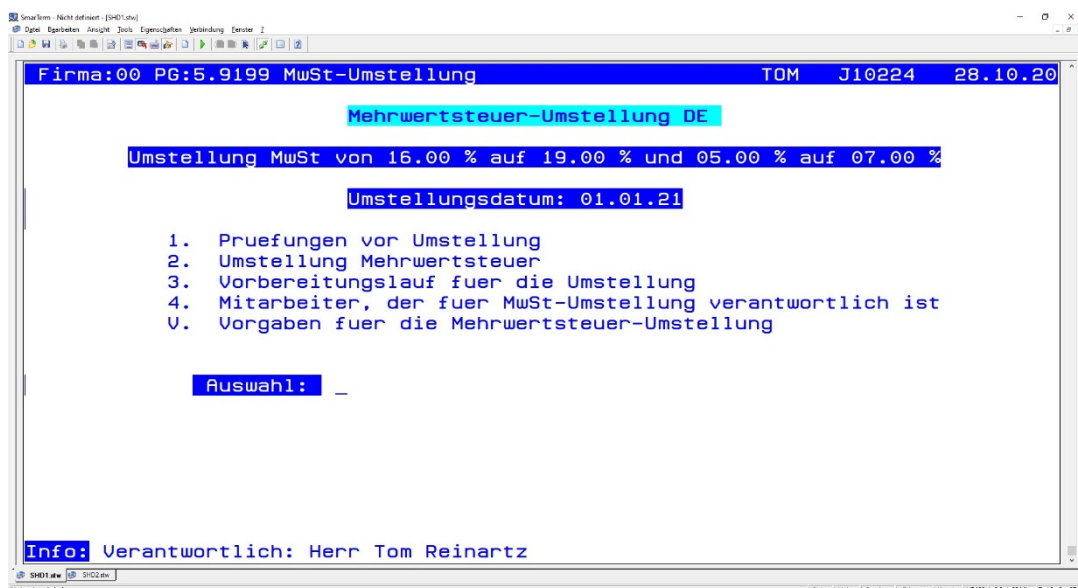 SmarTerm - Nicht definiert - [SHD1.stw]
Datei Bearbeiten Ansicht Tools Eigenschaften Verbindung Fenster ?
Firma:00 PG:5.9199 MwSt-Umstellung TOM J10224 28.10.20
Mehrwertsteuer-Umstellung DE
Umstellung MwSt von 16.00 % auf 19.00 % und 05.00 % auf 07.00 %
Umstellungsdatum: 01.01.21
1. Pruefungen vor Umstellung
2. Umstellung Mehrwertsteuer
3. Vorbereitungslauf fuer die Umstellung
4. Mitarbeiter, der fuer MwSt-Umstellung verantwortlich ist
V. Vorgaben fuer die Mehrwertsteuer-Umstellung
Auswahl: _
Info: Verantwortlich: Herr Tom Reinartz
SHD1.stw SHD2.stw